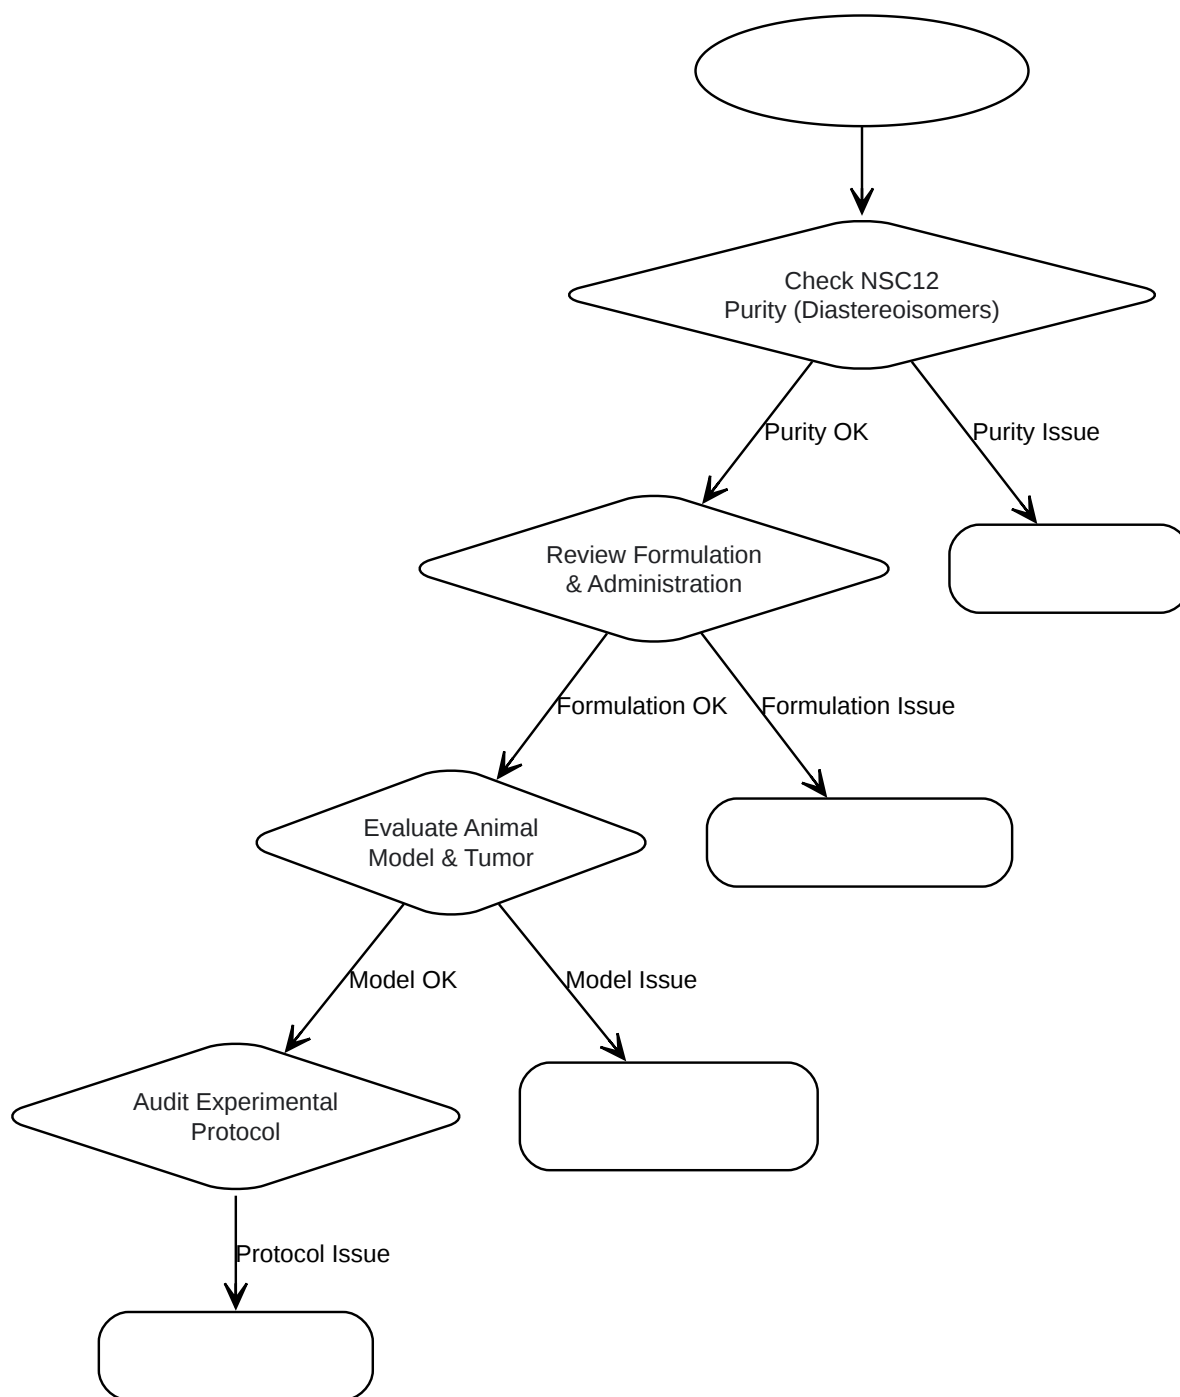 Check NSC12
Purity (Diastereoisomers)
Purity OK
Purity Issue
Review Formulation
& Administration
Formulation OK
Formulation Issue
Evaluate Animal
Model & Tumor
Model OK
Model Issue
Audit Experimental
Protocol
Protocol Issue